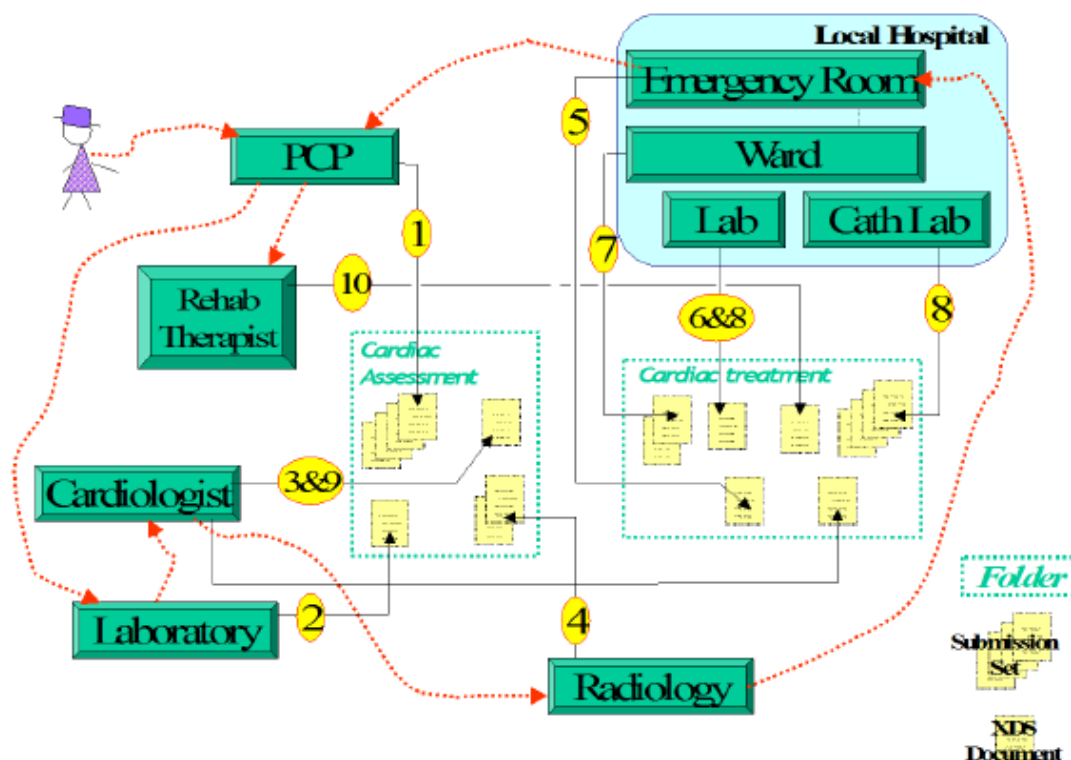 Local Hospital
Emergency Room
5
PCP
Ward
1
Lab
Cath Lab
7
10
Rehab
Therapist
6&8
8
Cardiac
Assessment
Cardiac treatment
Cardiologist
3&9
Folder
Laboratory
2
4
Submission
Set
Radiology
XDS
Document